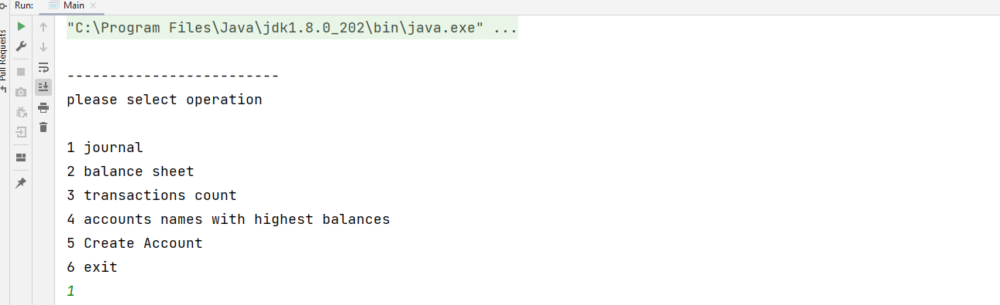 Run: Main
Pull Requests
"C:\Program Files\Java\jdk1.8.0_202\bin\java.exe" ...
-------------------------
please select operation
1 journal
2 balance sheet
3 transactions count
4 accounts names with highest balances
5 Create Account
6 exit
1